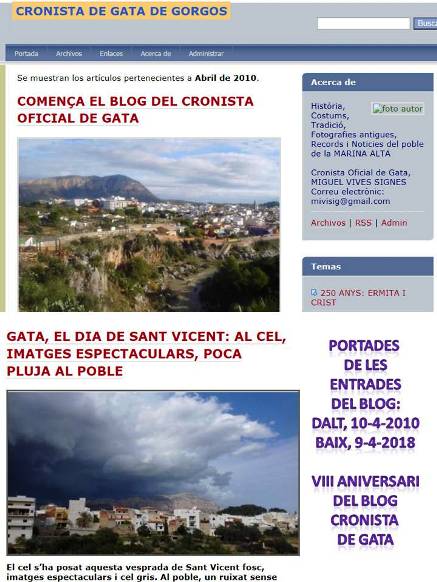 CRONISTA DE GATA DE GORGOS
Busca
Portada Archivos Enlaces Acerca de Administrar
Se muestran los artículos pertenecientes a Abril de 2010.
COMENÇA EL BLOG DEL CRONISTA
OFICIAL DE GATA
Acerca de
foto autor
Història,
Costums,
Tradició,
Fotografies antigues,
Records i Noticies del poble
de la MARINA ALTA
Cronista Oficial de Gata,
MIGUEL VIVES SIGNES
Correu electrònic:
mivisig@gmail.com
Archivos | RSS | Admin
Temas
250 ANYS: ERMITA I
CRIST
GATA, EL DIA DE SANT VICENT: AL CEL,
IMATGES ESPECTACULARS, POCA
PLUJA AL POBLE
El cel s'ha posat aquesta vesprada de Sant Vicent fosc,
imatges espectaculars i cel gris. Al poble, un ruixat sense
PORTADES
DE LES
ENTRADES
DEL BLOG:
DALT, 10-4-2010
BAIX, 9-4-2018
VIII ANIVERSARI
DEL BLOG
CRONISTA
DE GATA